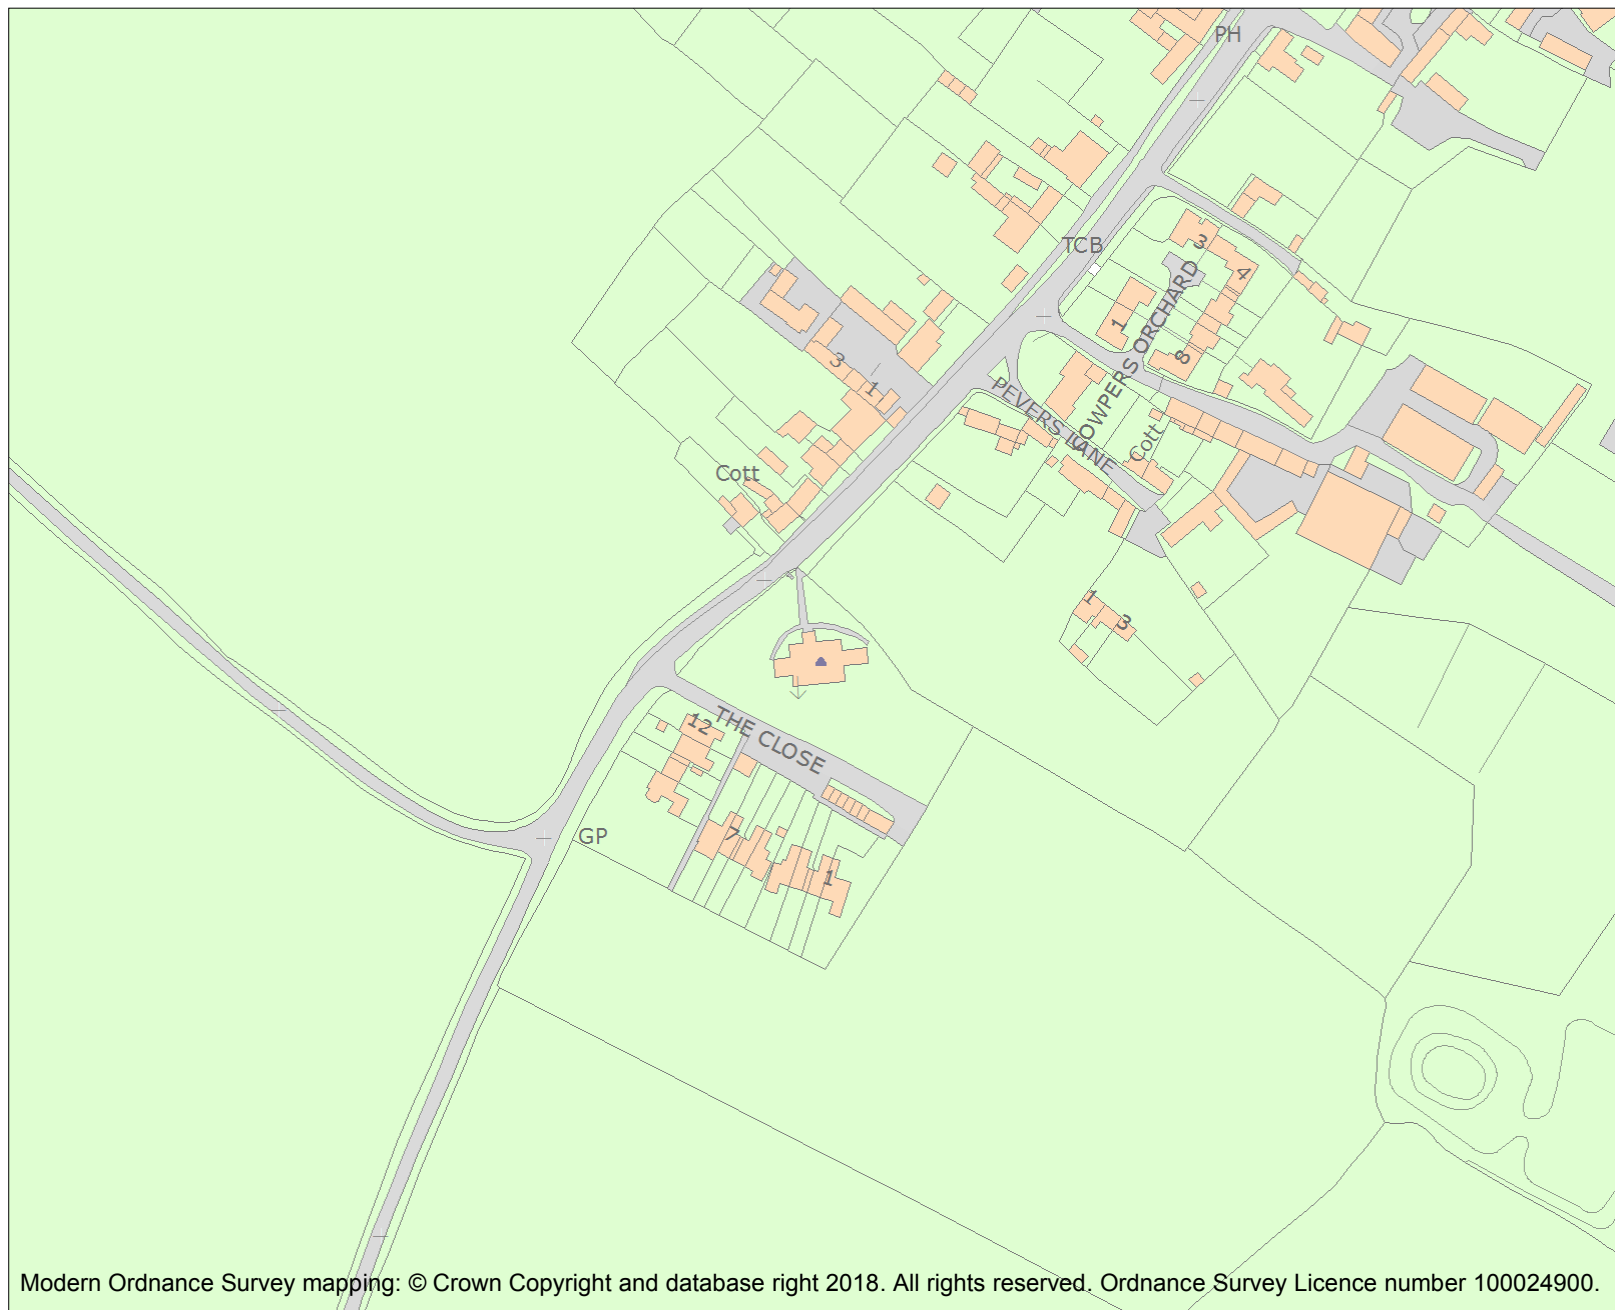 PH
TCB
3
4
1
8
COWPERS ORCHARD
3
1
PEVERS LANE
Cott
Cott
1
3
12
THE CLOSE
GP
7
1
Modern Ordnance Survey mapping: © Crown Copyright and database right 2018. All rights reserved. Ordnance Survey Licence number 100024900.